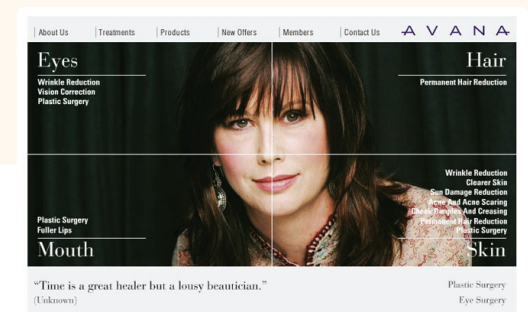 About Us
Treatments
Products
New Offers
Members
Contact Us
AVANA
Eyes
Wrinkle Reduction
Vision Correction
Plastic Surgery
Hair
Permanent Hair Reduction
Plastic Surgery
Fuller Lips
Mouth
Wrinkle Reduction
Clearer Skin
Sun Damage Reduction
Acne And Acne Scaring
Cheek Dimples And Creasing
Permanent Hair Reduction
Plastic Surgery
Skin
“Time is a great healer but a lousy beautician.”
(Unknown)
Plastic Surgery
Eye Surgery